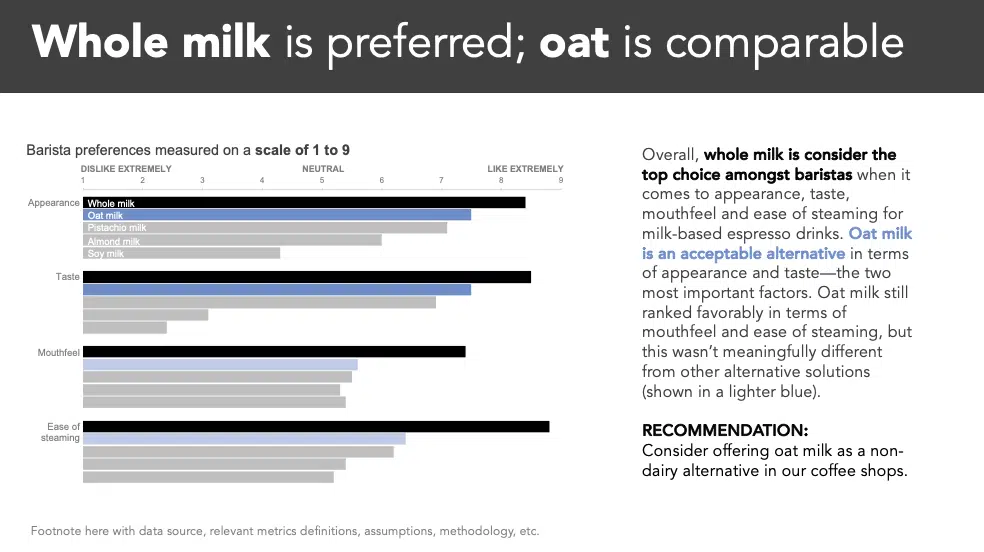 Whole milk is preferred; oat is comparable
Barista preferences measured on a scale of 1 to 9
DISLIKE EXTREMELY NEUTRAL LIKE EXTREMELY
1 2 3 4 5 6 7 8 9
Appearance
Whole milk
Oat milk
Pistachio milk
Almond milk
Soy milk
Taste
Mouthfeel
Ease of
steaming
Overall, whole milk is consider the
top choice amongst baristas when it
comes to appearance, taste,
mouthfeel and ease of steaming for
milk-based espresso drinks. Oat milk
is an acceptable alternative in terms
of appearance and taste—the two
most important factors. Oat milk still
ranked favorably in terms of
mouthfeel and ease of steaming, but
this wasn’t meaningfully different
from other alternative solutions
(shown in a lighter blue).
RECOMMENDATION:
Consider offering oat milk as a non-
dairy alternative in our coffee shops.
Footnote here with data source, relevant metrics definitions, assumptions, methodology, etc.